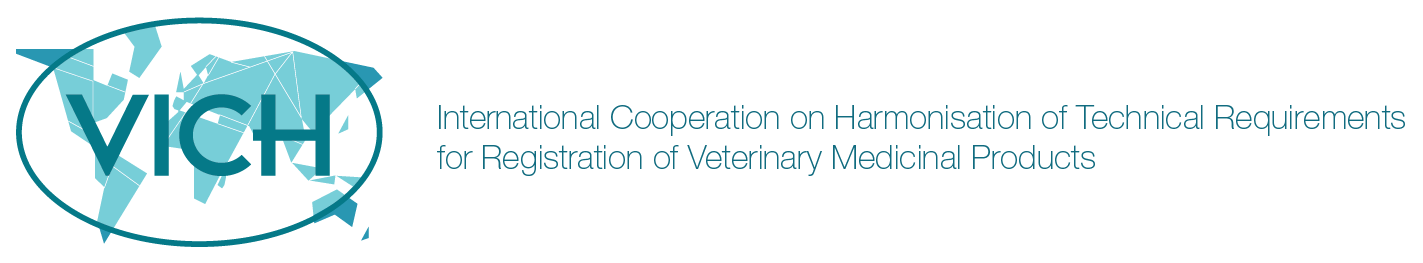 VICH
International Cooperation on Harmonisation of Technical Requirements
for Registration of Veterinary Medicinal Products